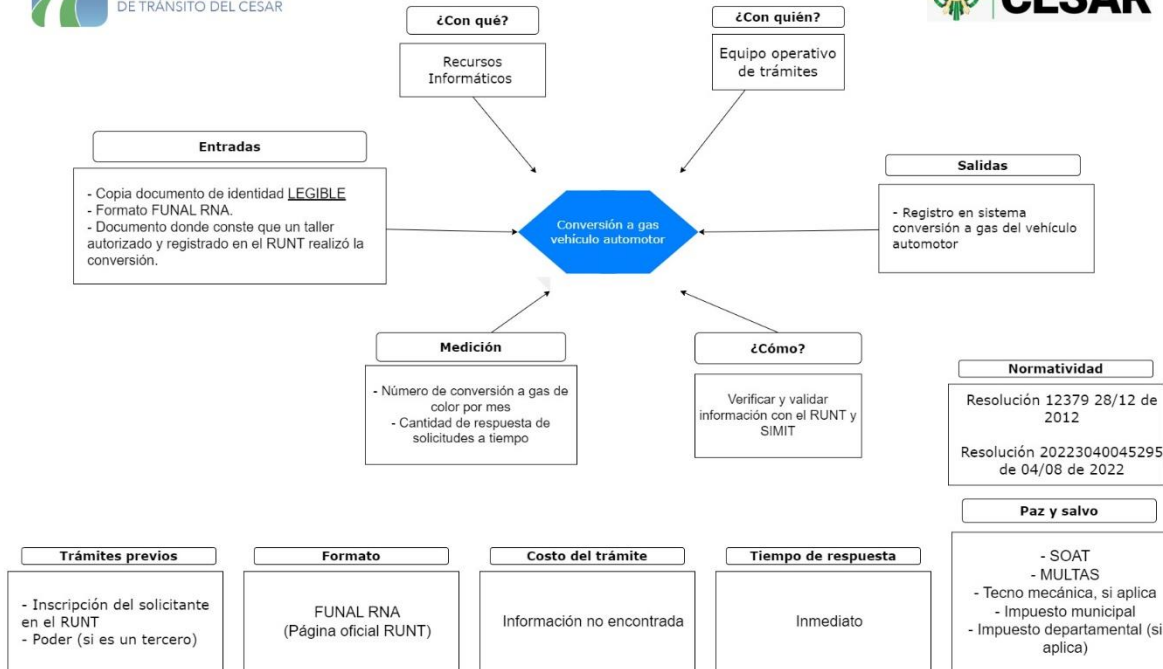 DE TRÁNSITO DEL CESAR
CESAR
¿Con qué?
Recursos
Informáticos
¿Con quién?
Equipo operativo
de trámites
Entradas
- Copia documento de identidad LEGIBLE
- Formato FUNAL RNA.
- Documento donde conste que un taller
autorizado y registrado en el RUNT realizó la
conversión.
Conversión a gas
vehículo automotor
Salidas
- Registro en sistema
conversión a gas del vehículo
automotor
Medición
- Número de conversión a gas de
color por mes
- Cantidad de respuesta de
solicitudes a tiempo
¿Cómo?
Verificar y validar
información con el RUNT y
SIMIT
Normatividad
Resolución 12379 28/12 de
2012
Resolución 20223040045295
de 04/08 de 2022
Trámites previos
- Inscripción del solicitante
en el RUNT
- Poder (si es un tercero)
Formato
FUNAL RNA
(Página oficial RUNT)
Costo del trámite
Información no encontrada
Tiempo de respuesta
Inmediato
Paz y salvo
- SOAT
- MULTAS
- Tecno mecánica, si aplica
- Impuesto municipal
- Impuesto departamental (si
aplica)